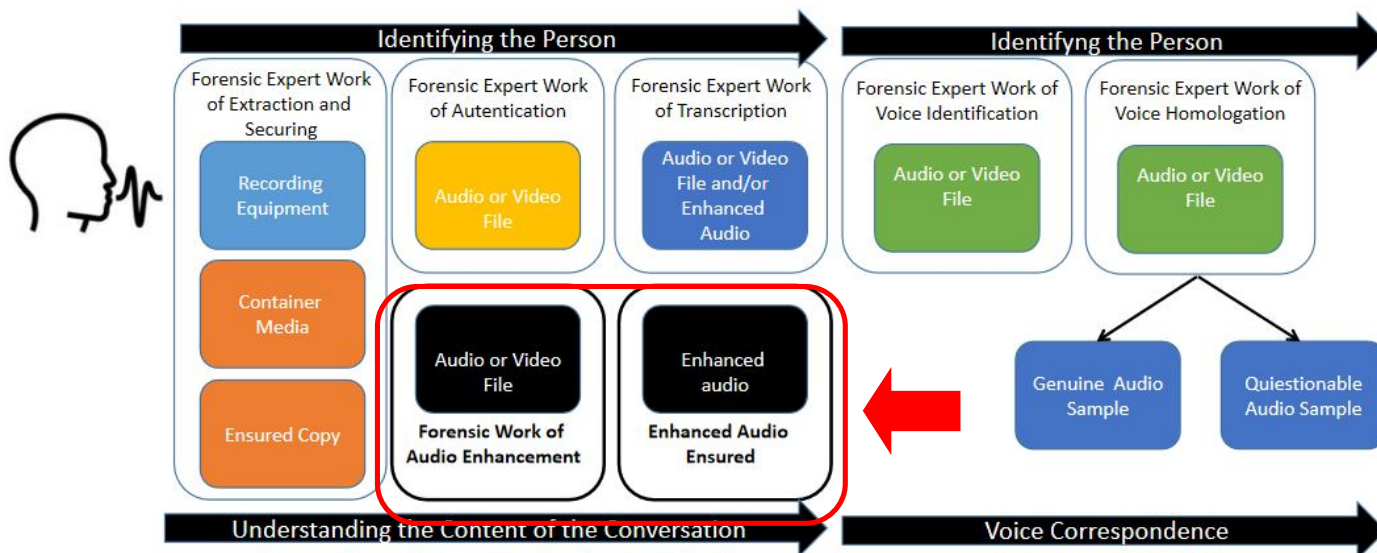 Identifying the Person
Identifyng the Person
Forensic Expert Work
of Extraction and
Securing
Recording
Equipment
Container
Media
Ensured Copy
Forensic Expert Work
of Autentication
Audio or Video
File
Forensic Expert Work
of Transcription
Audio or Video
File and/or
Enhanced
Audio
Forensic Expert Work of
Voice Identification
Audio or Video
File
Forensic Expert Work of
Voice Homologation
Audio or Video
File
Audio or Video
File
Forensic Work of
Audio Enhancement
Enhanced
audio
Enhanced Audio
Ensured
Genuine Audio
Sample
Quiestionable
Audio Sample
Understanding the Content of the Conversation
Voice Correspondence